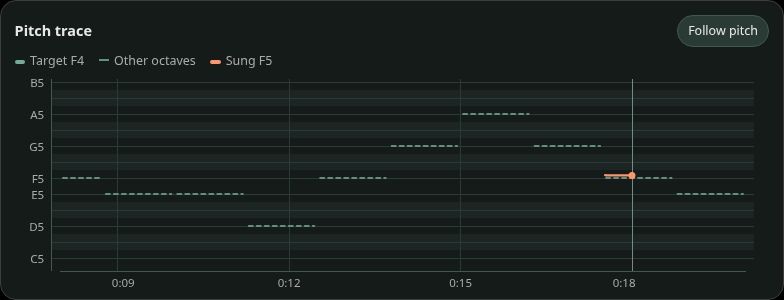 Pitch trace
Follow pitch
Target F4 Other octaves Sung F5
B5
A5
G5
F5
E5
D5
C5
0:09 0:12 0:15 0:18